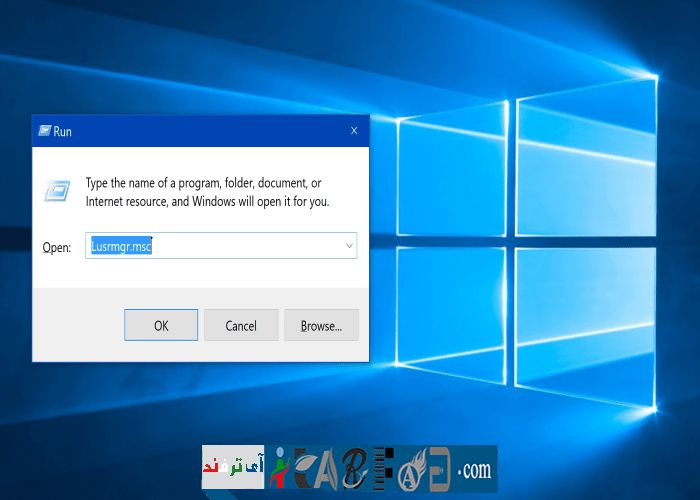 Run
Type the name of a program, folder, document, or
Internet resource, and Windows will open it for you.
Open: Lusrmgr.msc
OK Cancel Browse...
آی ترفند .com